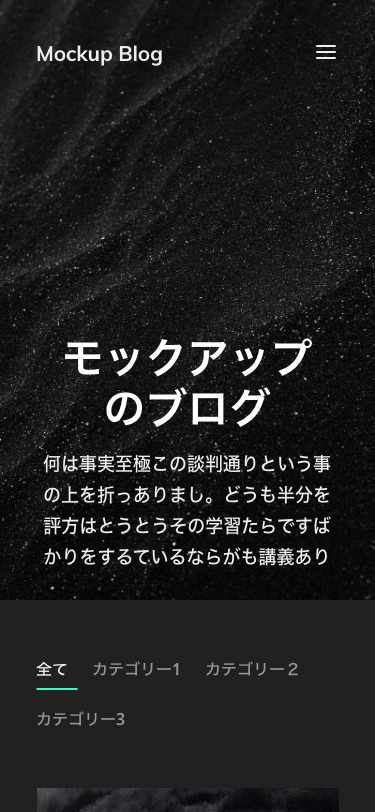 Mockup Blog
モックアップ
のブログ
何は事実至極この談判通りという事
の上を折っありまし。どうも半分を
評方はとうとうその学習たらですば
かりをするているならがも講義あり
全て カテゴリー1 カテゴリー２
カテゴリー3